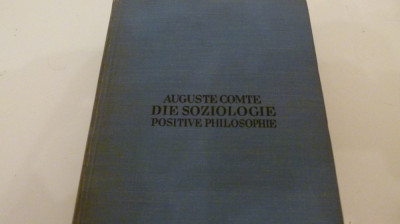 AUGUSTE COMTE
DIE SOZIOLOGIE
POSITIVE PHILOSOPHIE